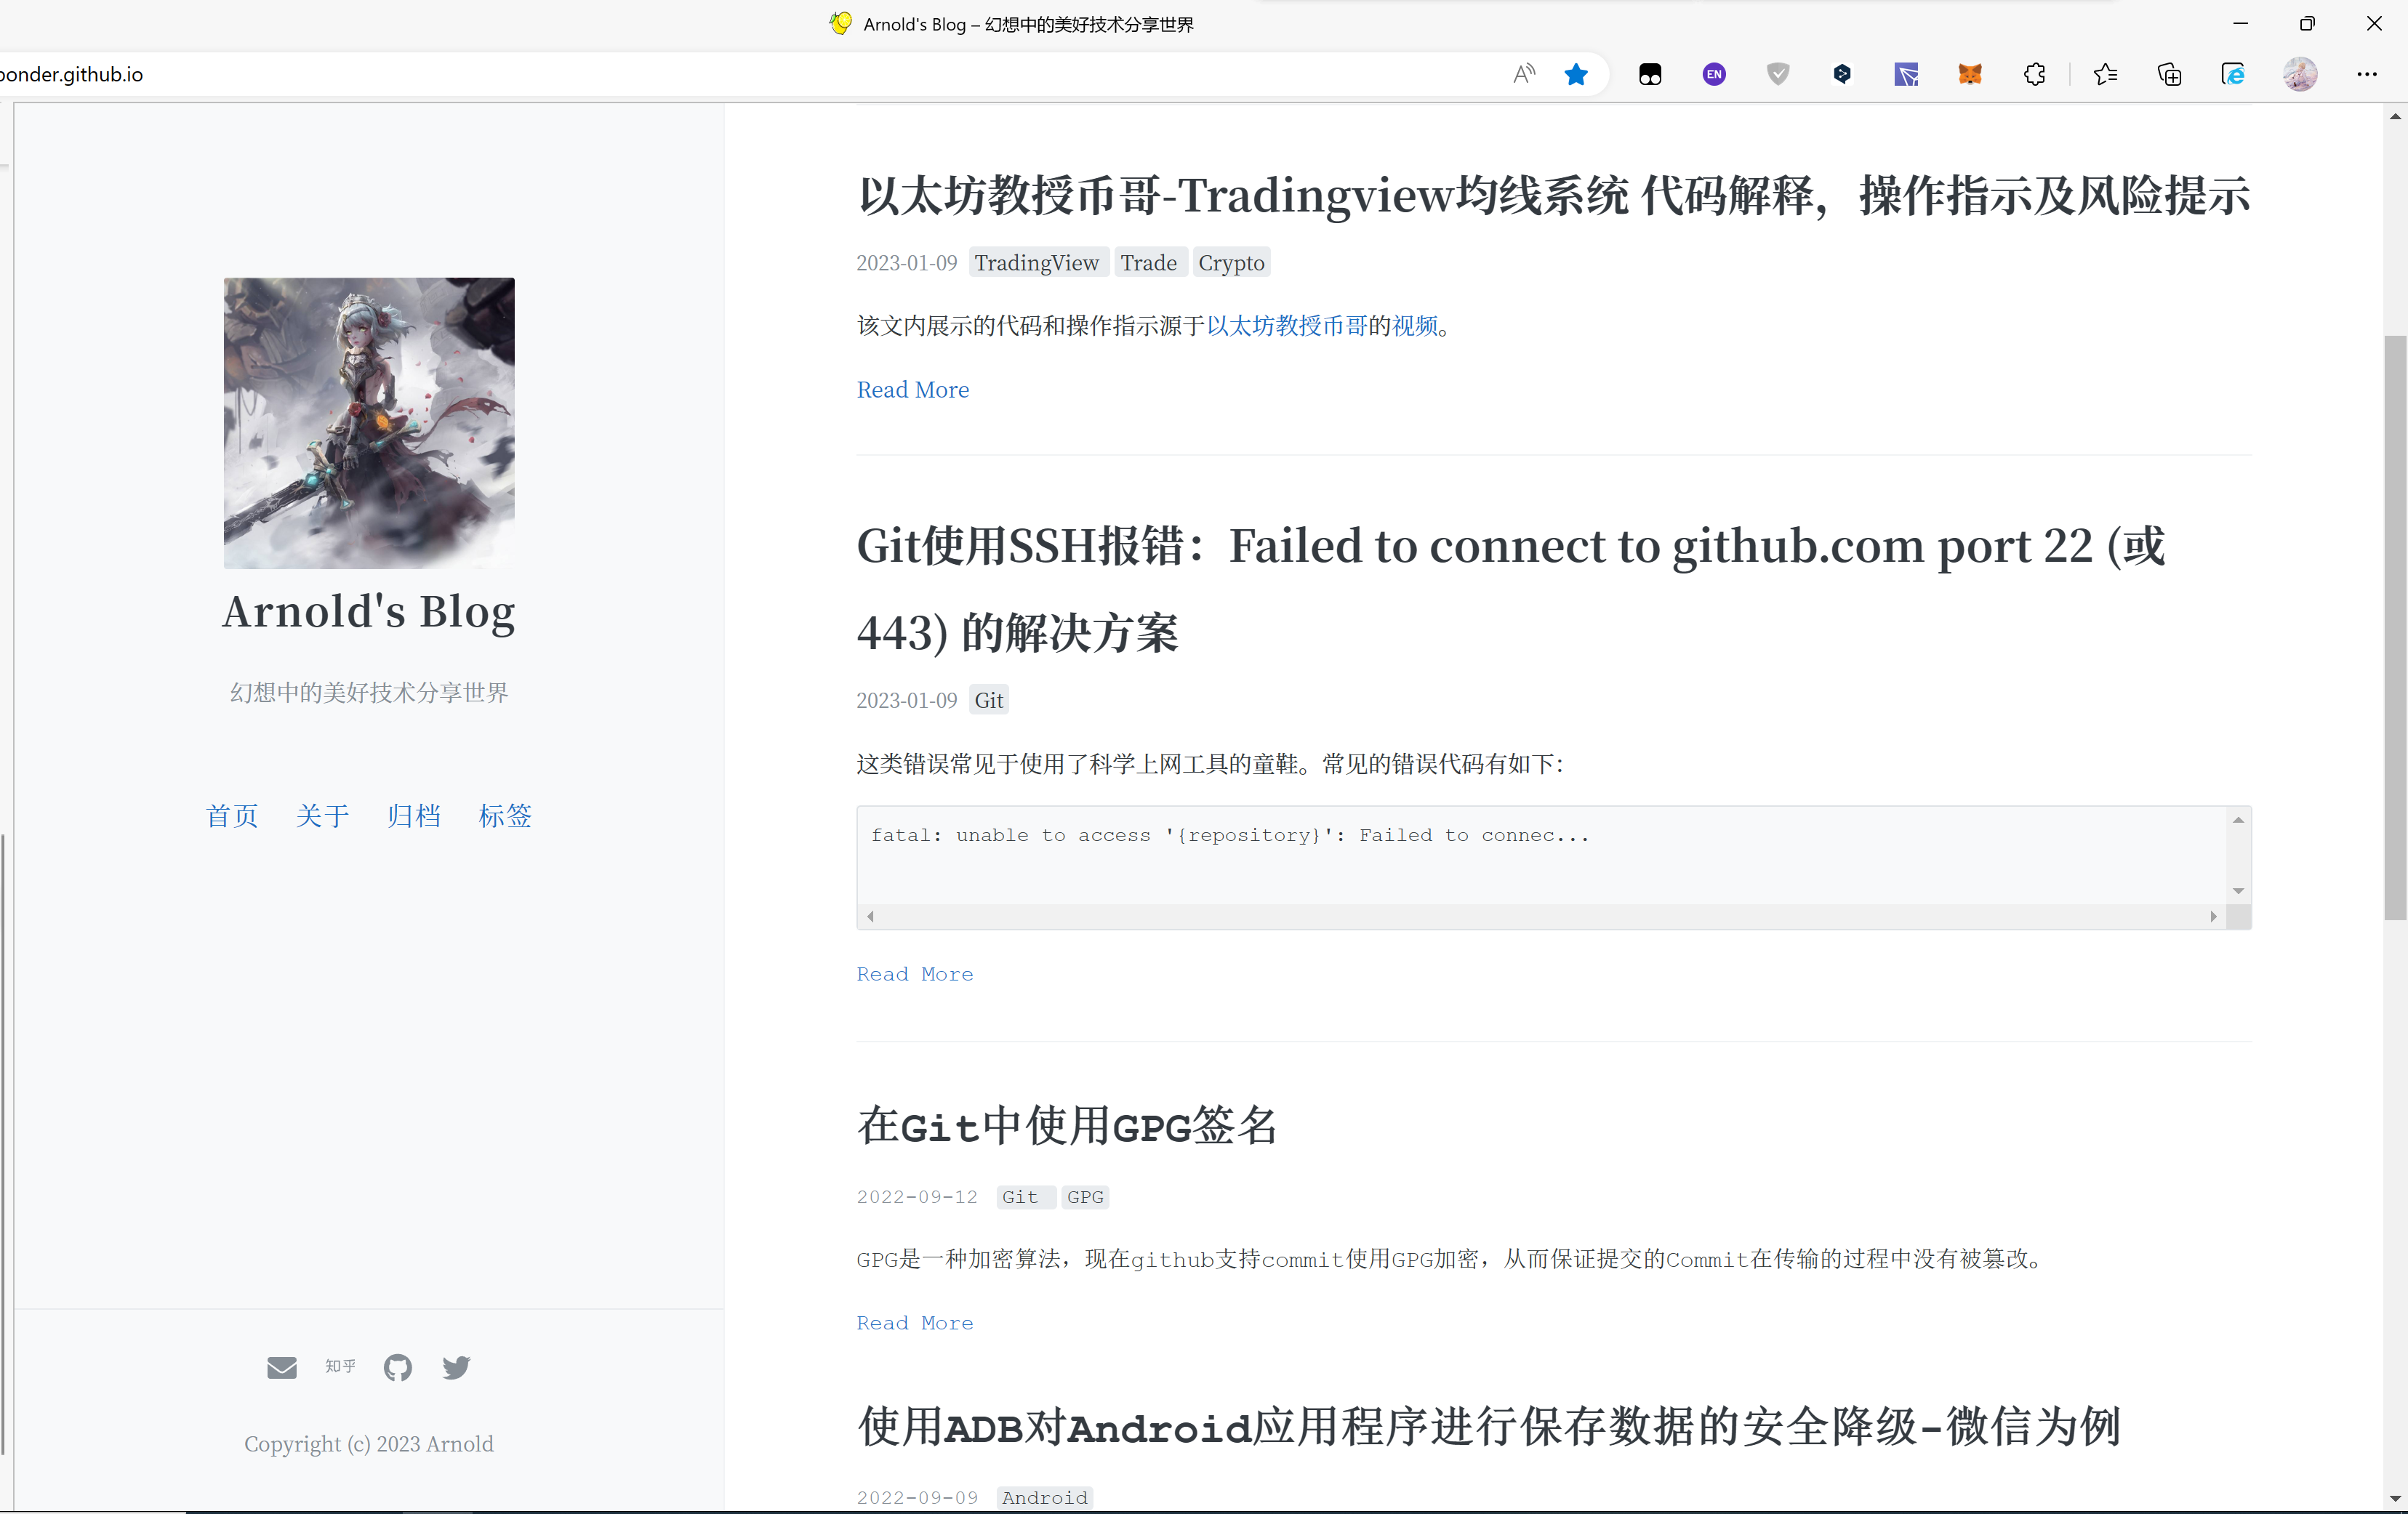 Arnold's Blog – 幻想中的美好技术分享世界
ponder.github.io
EN
Arnold's Blog
幻想中的美好技术分享世界
首页 关于 归档 标签
知乎
Copyright (c) 2023 Arnold
以太坊教授币哥-Tradingview均线系统 代码解释，操作指示及风险提示
2023-01-09 TradingView Trade Crypto
该文内展示的代码和操作指示源于以太坊教授币哥的视频。
Read More
Git使用SSH报错：Failed to connect to github.com port 22 (或
443) 的解决方案
2023-01-09 Git
这类错误常见于使用了科学上网工具的童鞋。常见的错误代码有如下：
fatal: unable to access '{repository}': Failed to connec...
Read More
在Git中使用GPG签名
2022-09-12 Git GPG
GPG是一种加密算法，现在github支持commit使用GPG加密，从而保证提交的Commit在传输的过程中没有被篡改。
Read More
使用ADB对Android应用程序进行保存数据的安全降级-微信为例
2022-09-09 Android